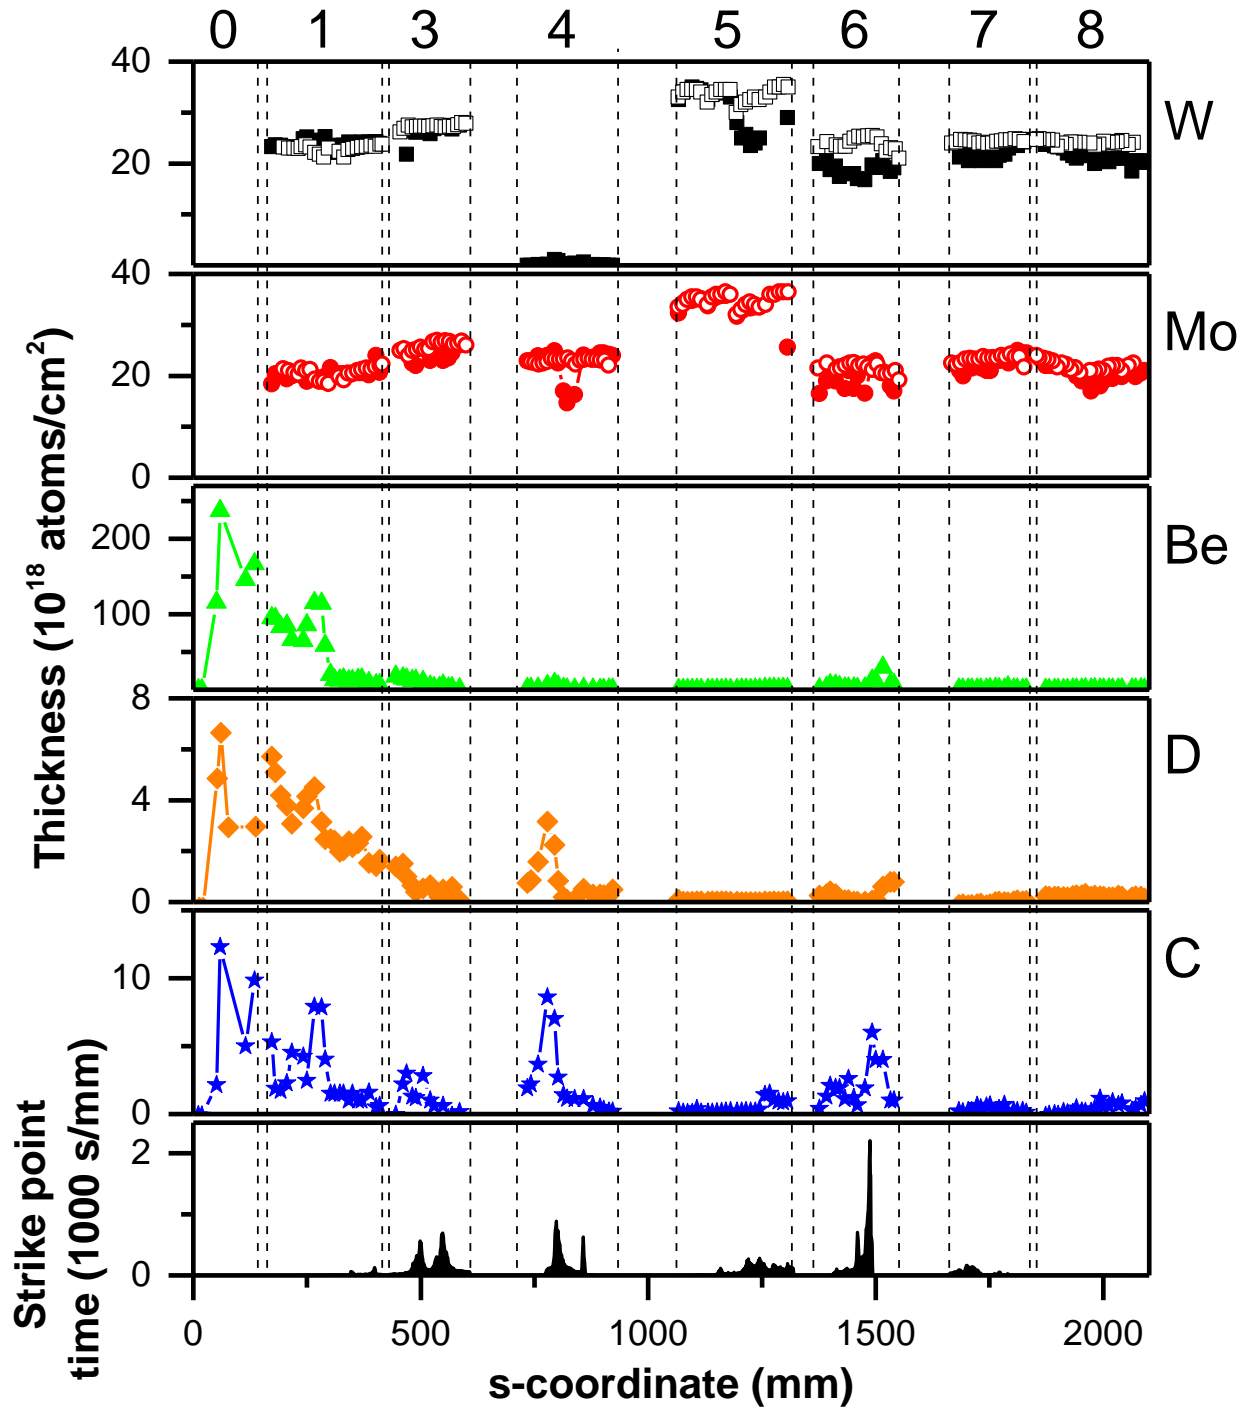 0 1 3 4 5 6 7 8
40
20
W
40
20
0
Mo
200
100
Be
8
4
0
D
10
0
C
2
0
Thickness (10¹⁸ atoms/cm²)
Strike point
time (1000 s/mm)
0 500 1000 1500 2000
s-coordinate (mm)